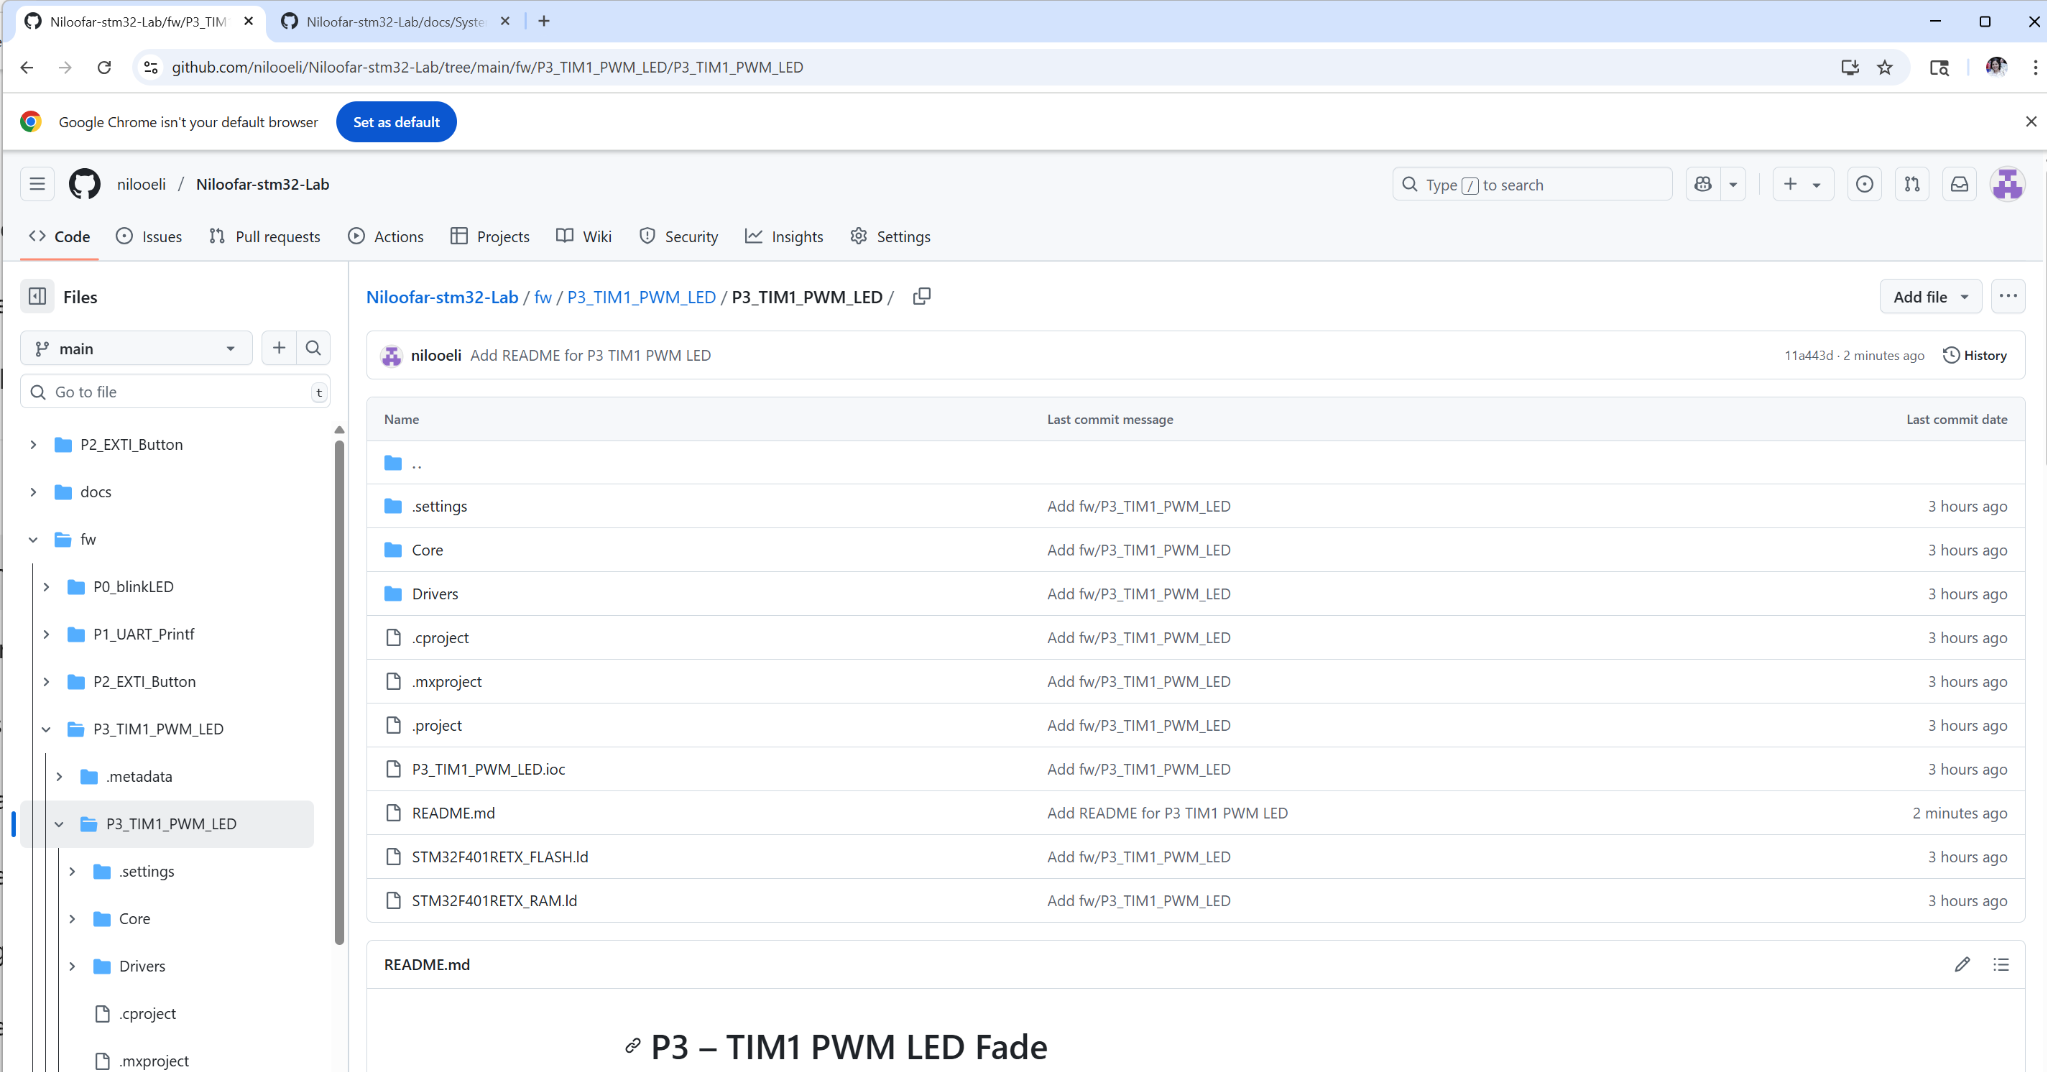 Niloofar-stm32-Lab/fw/P3_TIM
Niloofar-stm32-Lab/docs/Syste
github.com/nilooeli/Niloofar-stm32-Lab/tree/main/fw/P3_TIM1_PWM_LED/P3_TIM1_PWM_LED
Google Chrome isn't your default browser Set as default
nilooeli / Niloofar-stm32-Lab
Type / to search
Code Issues Pull requests Actions Projects Wiki Security Insights Settings
Files
main
Go to file t
P2_EXTI_Button
docs
fw
P0_blinkLED
P1_UART_Printf
P2_EXTI_Button
P3_TIM1_PWM_LED
.metadata
P3_TIM1_PWM_LED
.settings
Core
Drivers
.cproject
.mxproject
Niloofar-stm32-Lab / fw / P3_TIM1_PWM_LED / P3_TIM1_PWM_LED /
Add file
nilooeli Add README for P3 TIM1 PWM LED 11a443d · 2 minutes ago History
Name Last commit message Last commit date
..
.settings Add fw/P3_TIM1_PWM_LED 3 hours ago
Core Add fw/P3_TIM1_PWM_LED 3 hours ago
Drivers Add fw/P3_TIM1_PWM_LED 3 hours ago
.cproject Add fw/P3_TIM1_PWM_LED 3 hours ago
.mxproject Add fw/P3_TIM1_PWM_LED 3 hours ago
.project Add fw/P3_TIM1_PWM_LED 3 hours ago
P3_TIM1_PWM_LED.ioc Add fw/P3_TIM1_PWM_LED 3 hours ago
README.md Add README for P3 TIM1 PWM LED 2 minutes ago
STM32F401RETX_FLASH.ld Add fw/P3_TIM1_PWM_LED 3 hours ago
STM32F401RETX_RAM.ld Add fw/P3_TIM1_PWM_LED 3 hours ago
README.md
P3 – TIM1 PWM LED Fade